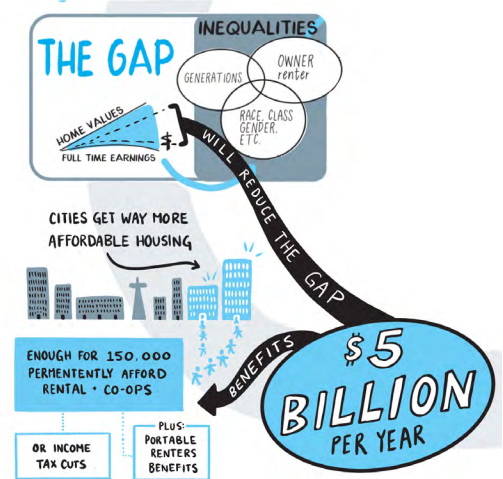 THE GAP
HOME VALUES
$
FULL TIME EARNINGS
INEQUALITIES
GENERATIONS
OWNER
renter
RACE, CLASS
GENDER,
ETC.
WILL REDUCE THE GAP
CITIES GET WAY MORE
AFFORDABLE HOUSING
$5
BILLION
PER YEAR
BENEFITS
ENOUGH FOR 150,000
PERMENTENTLY AFFORD
RENTAL + CO-OPS
OR INCOME
TAX CUTS
PLUS:
PORTABLE
RENTERS
BENEFITS